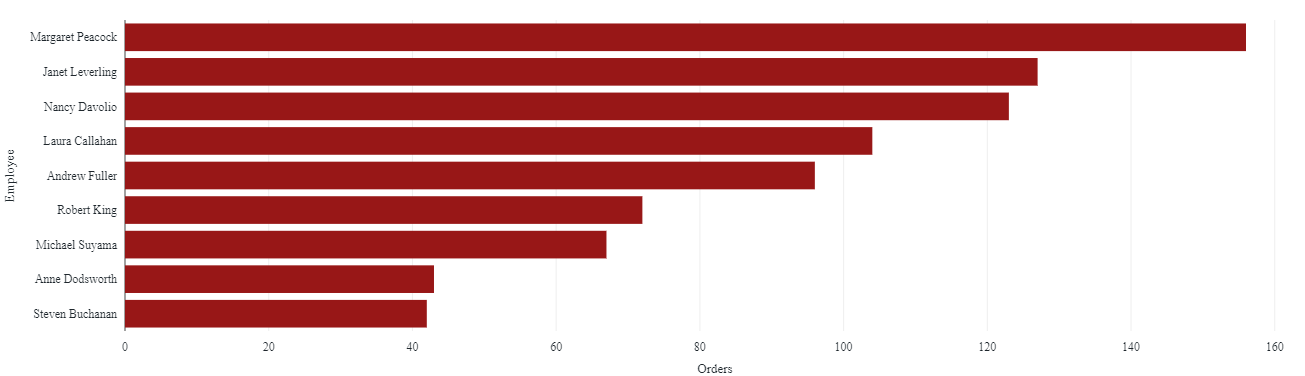 Margaret Peacock
Janet Leverling
Nancy Davolio
Laura Callahan
Andrew Fuller
Robert King
Michael Suyama
Anne Dodsworth
Steven Buchanan
Employee
0 20 40 60 80 100 120 140 160
Orders